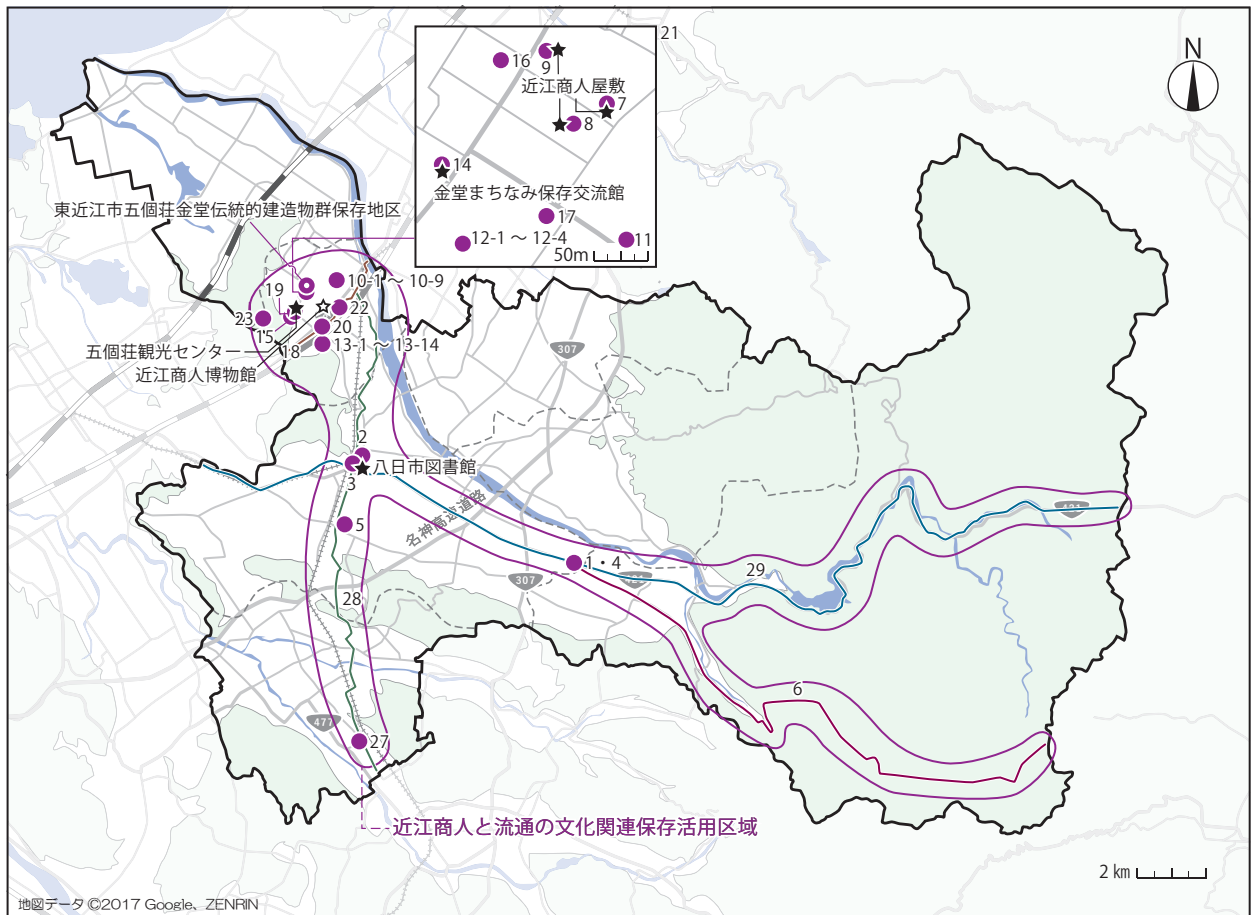 21
N
16
9
近江商人屋敷
7
8
14
金堂まちなみ保存交流館
17
12-1 ～ 12-4
11
50m
東近江市五個荘金堂伝統的建造物群保存地区
10-1 ～ 10-9
19
22
23
15
20
18
13-1 ～ 13-14
五個荘観光センター
近江商人博物館
307
2
八日市図書館
3
5
名神高速道路
1・4
307
29
28
6
477
27
近江商人と流通の文化関連保存活用区域
2 km
地図データ ©2017 Google、ZENRIN